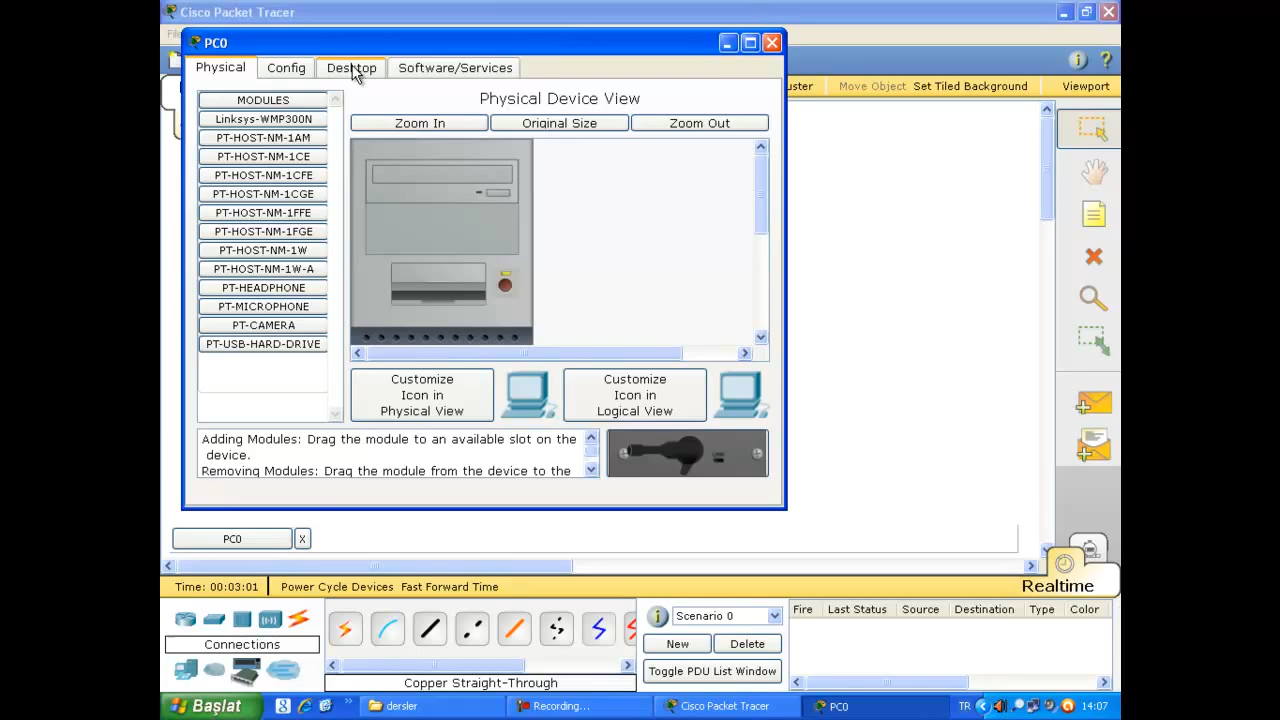 Cisco Packet Tracer
PC0
Physical
Config
Desktop
Software/Services
Move Object
Set Tiled Background
Viewport
MODULES
Linksys-WMP300N
PT-HOST-NM-1AM
PT-HOST-NM-1CE
PT-HOST-NM-1CFE
PT-HOST-NM-1CGE
PT-HOST-NM-1FFE
PT-HOST-NM-1FGE
PT-HOST-NM-1W
PT-HOST-NM-1W-A
PT-HEADPHONE
PT-MICROPHONE
PT-CAMERA
PT-USB-HARD-DRIVE
Physical Device View
Zoom In
Original Size
Zoom Out
Customize
Icon in
Physical View
Customize
Icon in
Logical View
Adding Modules: Drag the module to an available slot on the
device.
Removing Modules: Drag the module from the device to the
PC0
X
Time: 00:03:01
Power Cycle Devices Fast Forward Time
Realtime
Connections
Copper Straight-Through
Scenario 0
New
Delete
Toggle PDU List Window
Fire
Last Status
Source
Destination
Type
Color
Başlat
dersler
Recording...
Cisco Packet Tracer
PC0
TR
14:07